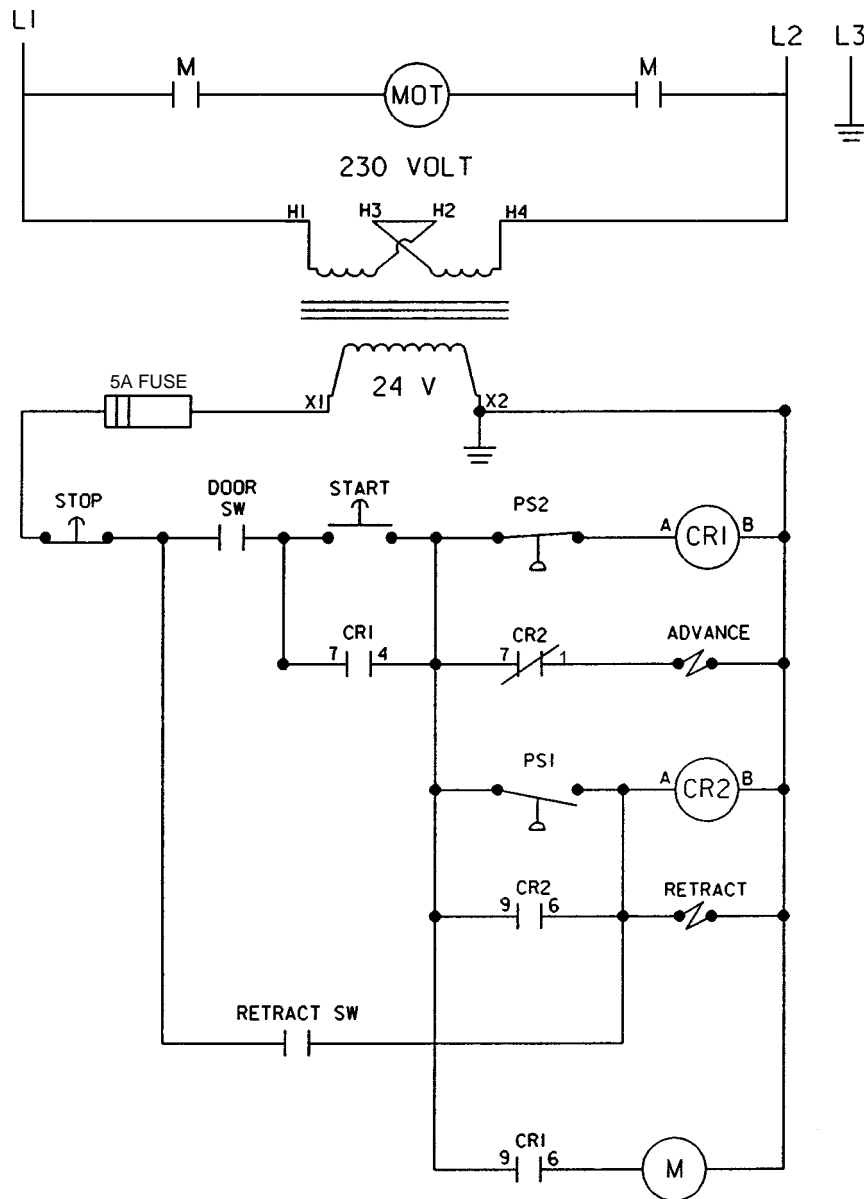 L1
L2 L3
M M
MOT
230 VOLT
H1 H3 H2 H4
5A FUSE
X1 24 V X2
STOP
DOOR
SW
START
PS2
A CR1 B
CR1
7 4
CR2
7 1
ADVANCE
PS1
A CR2 B
CR2
9 6
RETRACT
RETRACT SW
CR1
9 6
M